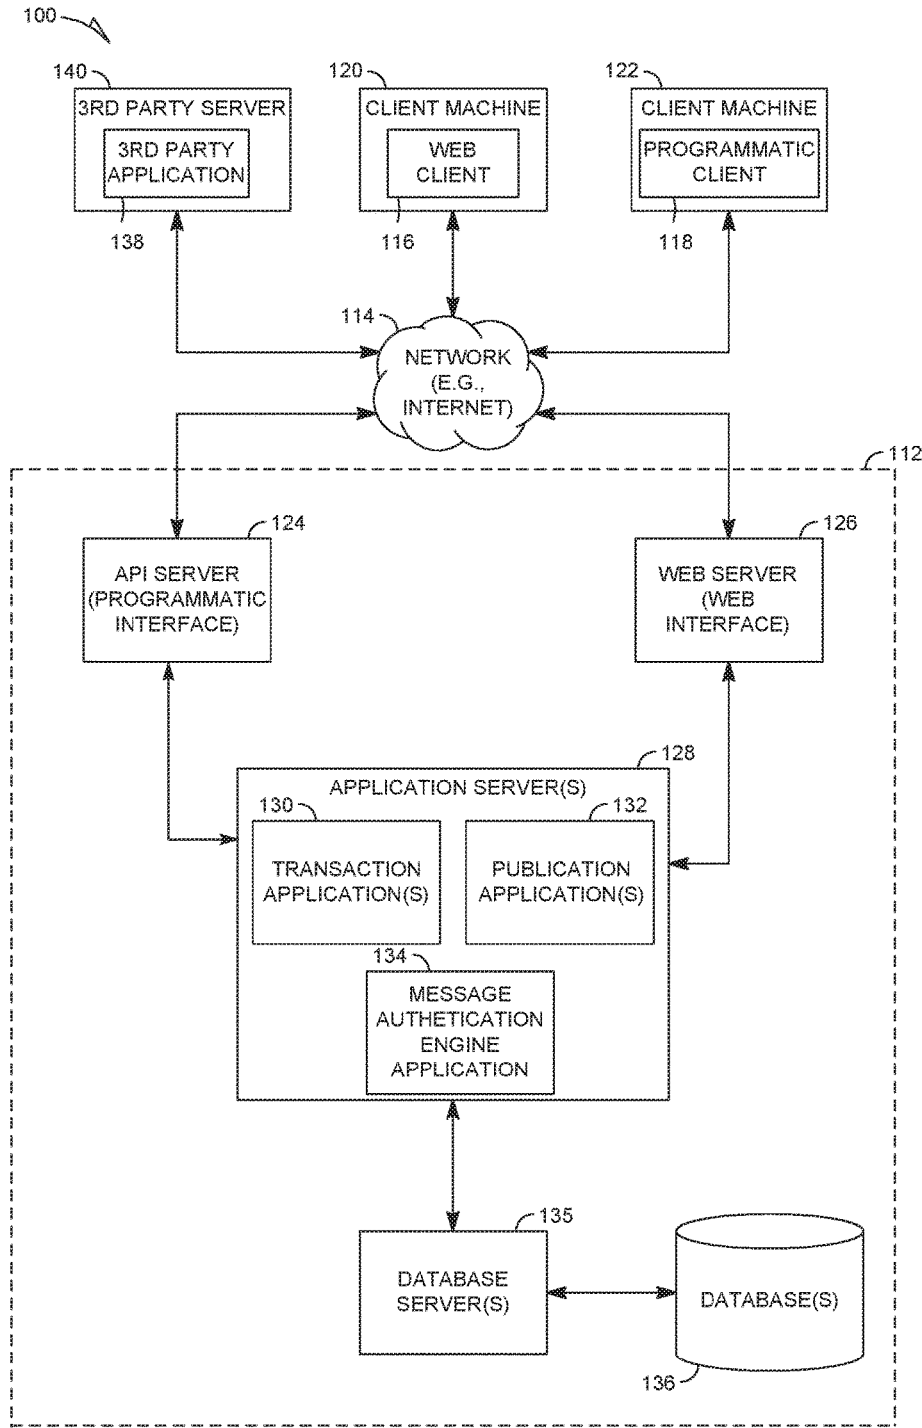 100
140
3RD PARTY SERVER
3RD PARTY
APPLICATION
138
120
CLIENT MACHINE
WEB
CLIENT
116
122
CLIENT MACHINE
PROGRAMMATIC
CLIENT
118
114
NETWORK
(E.G.,
INTERNET)
112
124
API SERVER
(PROGRAMMATIC
INTERFACE)
126
WEB SERVER
(WEB
INTERFACE)
128
APPLICATION SERVER(S)
130
TRANSACTION
APPLICATION(S)
132
PUBLICATION
APPLICATION(S)
134
MESSAGE
AUTHETICATION
ENGINE
APPLICATION
135
DATABASE
SERVER(S)
DATABASE(S)
136